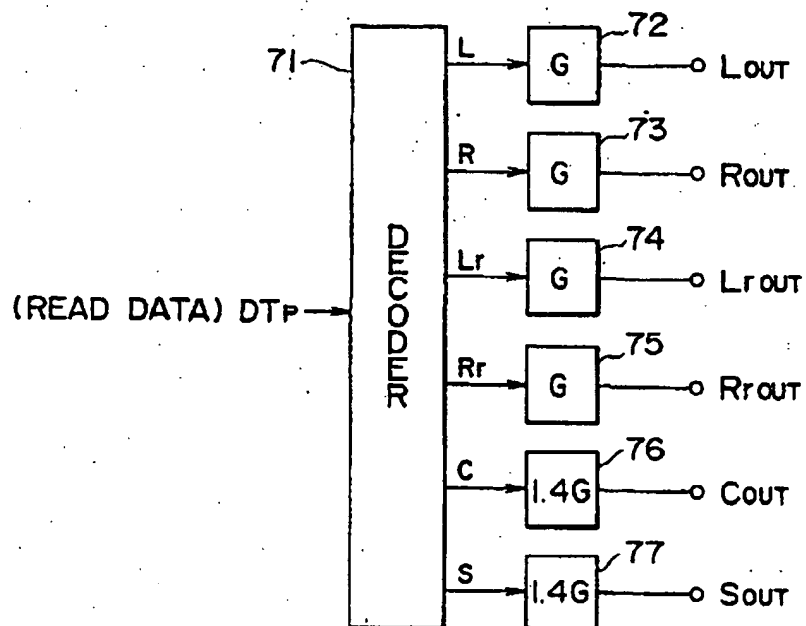 72
71
L
G
LOUT
73
R
G
ROUT
74
DECODER
Lr
G
LrOUT
(READ DATA) DTP
75
Rr
G
RrOUT
76
C
1.4G
COUT
77
S
1.4G
SOUT